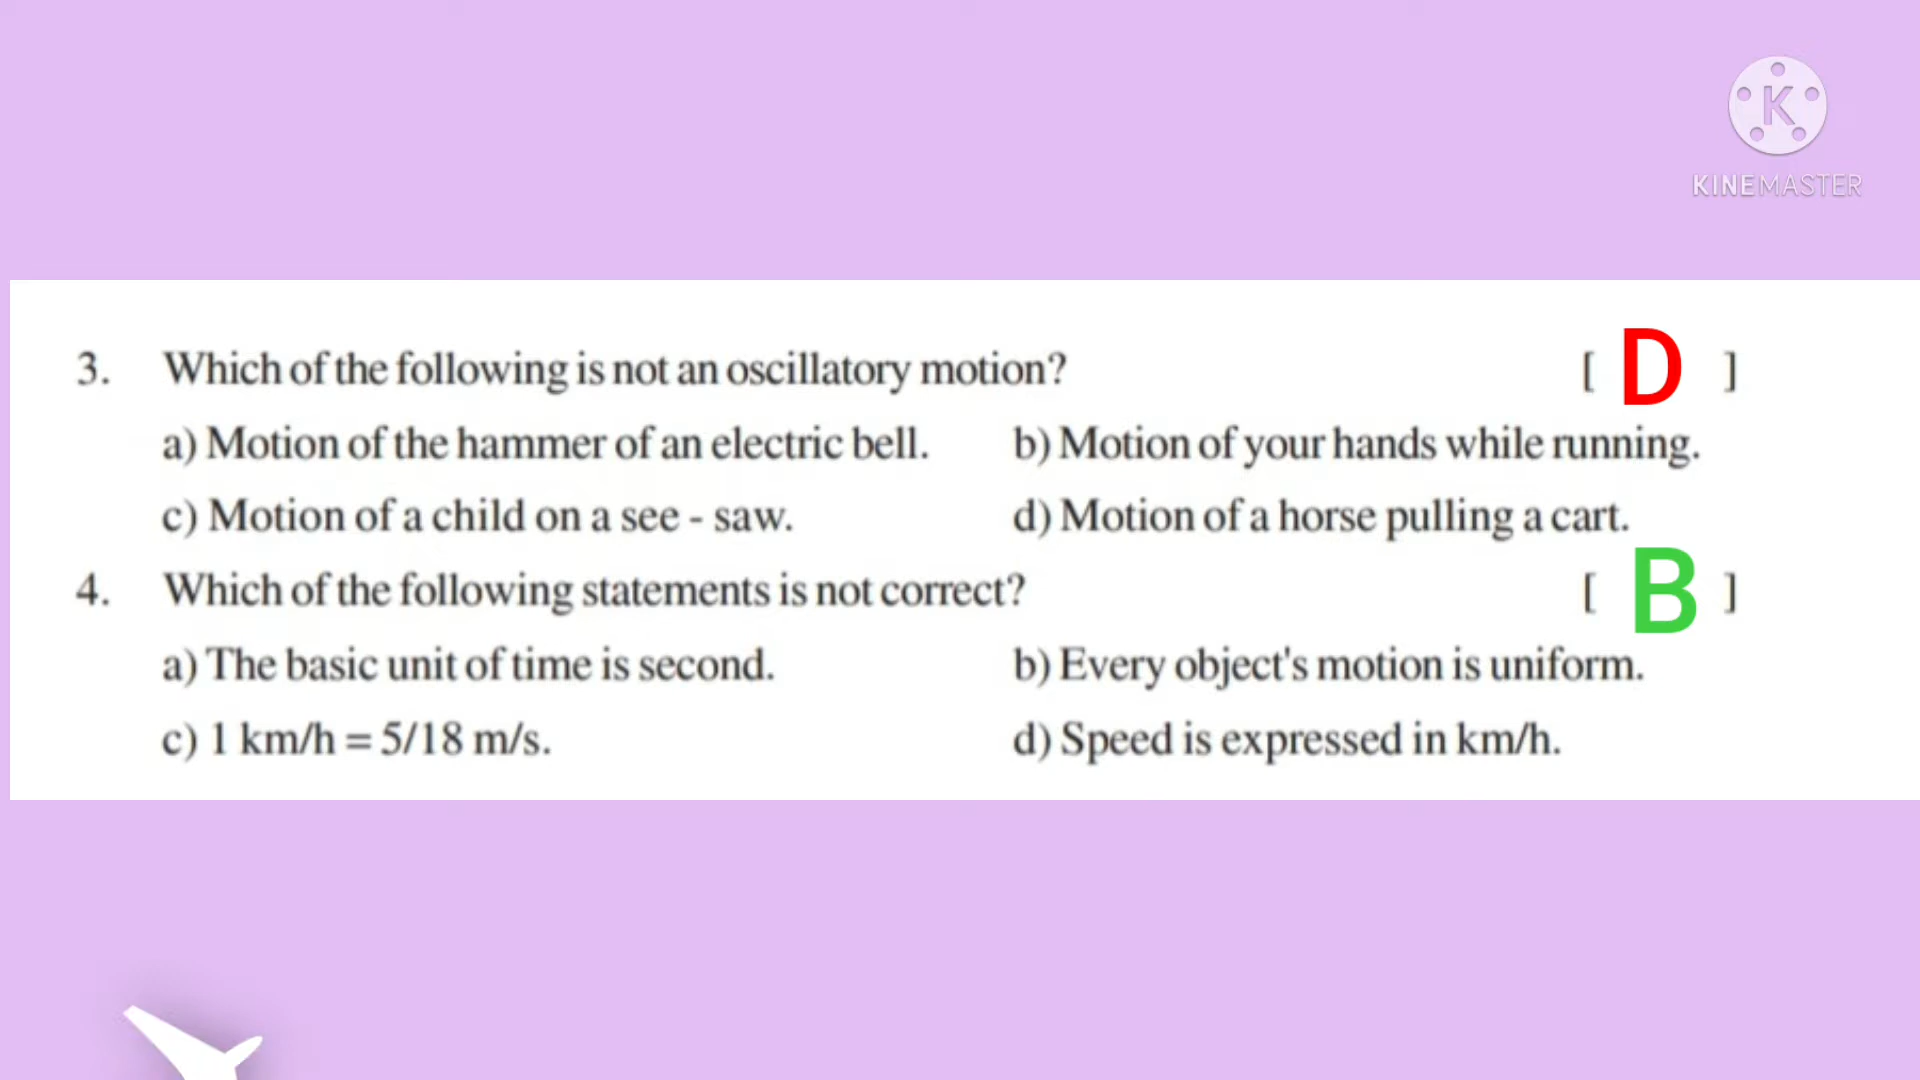 K
KINEMASTER
3. Which of the following is not an oscillatory motion? [ D ]
a) Motion of the hammer of an electric bell. b) Motion of your hands while running.
c) Motion of a child on a see - saw. d) Motion of a horse pulling a cart.
4. Which of the following statements is not correct? [ B ]
a) The basic unit of time is second. b) Every object's motion is uniform.
c) 1 km/h = 5/18 m/s. d) Speed is expressed in km/h.